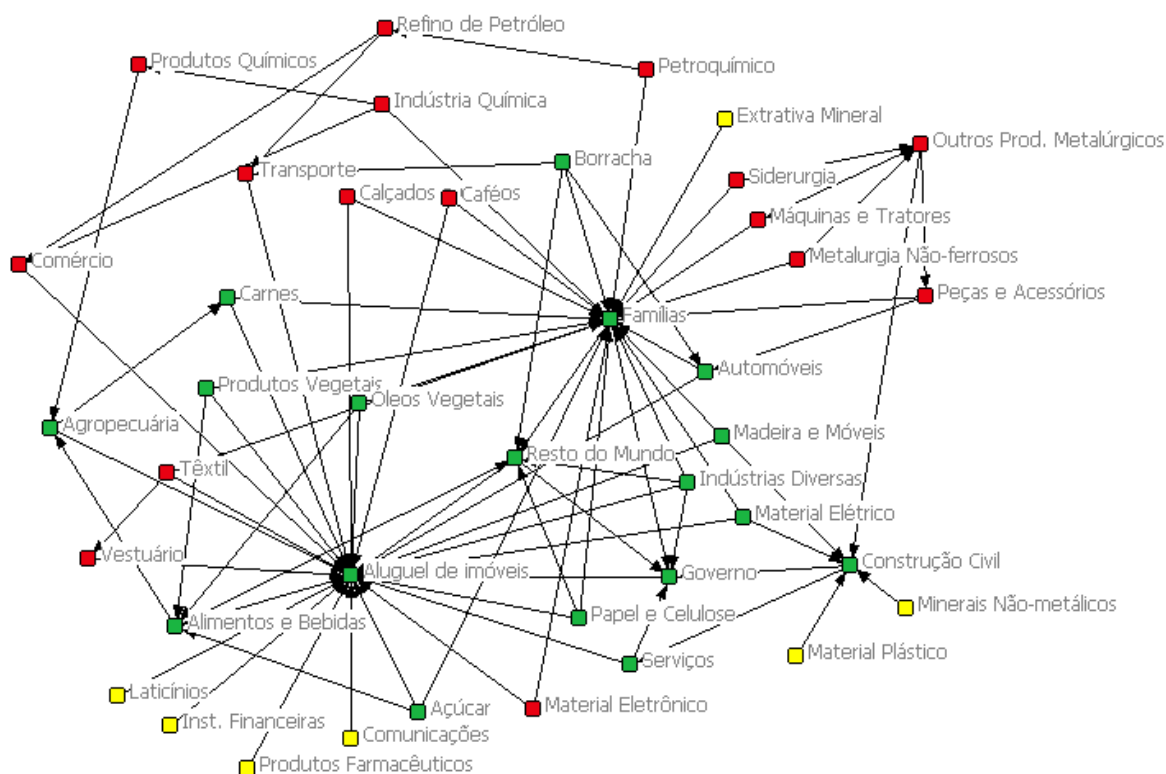 Refino de Petróleo
Produtos Químicos
Petroquímico
Indústria Química
Extrativa Mineral
Outros Prod. Metalúrgicos
Borracha
Transporte
Siderurgia
Calçados e
Caféos
Máquinas e Tratores
Metalurgia Não-ferrosos
Comércio
Carnes
Peças e Acessórios
Famílias
Automóveis
Produtos Vegetais
Óleos Vegetais
Agropecuária
Madeira e Móveis
Resto do Mundo
Têxtil
Indústrias Diversas
Material Elétrico
Vestuário
Aluguel de imóveis
Governo
Construção Civil
Minerais Não-metálicos
Papel e Celulose
Alimentos e Bebidas
Material Plástico
Serviços
Laticínios
Material Eletrônico
Açúcar
Inst. Financeiras
Comunicações
Produtos Farmacêuticos